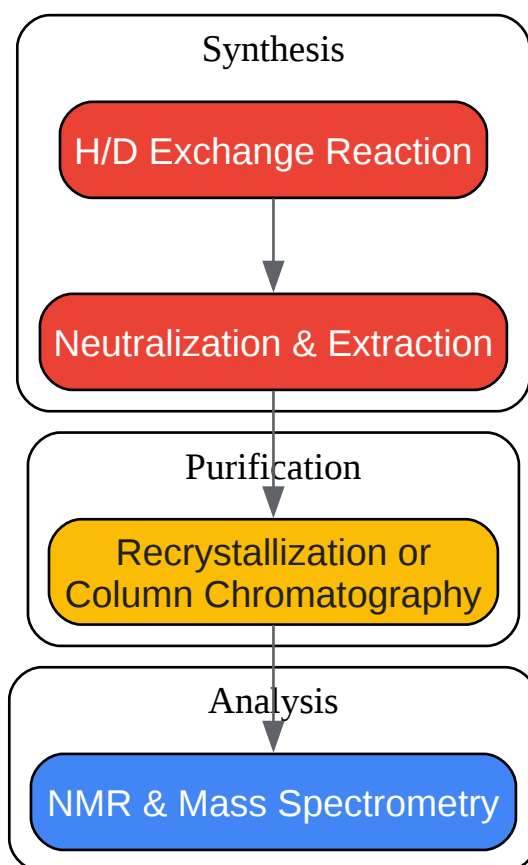 Synthesis
H/D Exchange Reaction
Neutralization & Extraction
Purification
Recrystallization or
Column Chromatography
Analysis
NMR & Mass Spectrometry